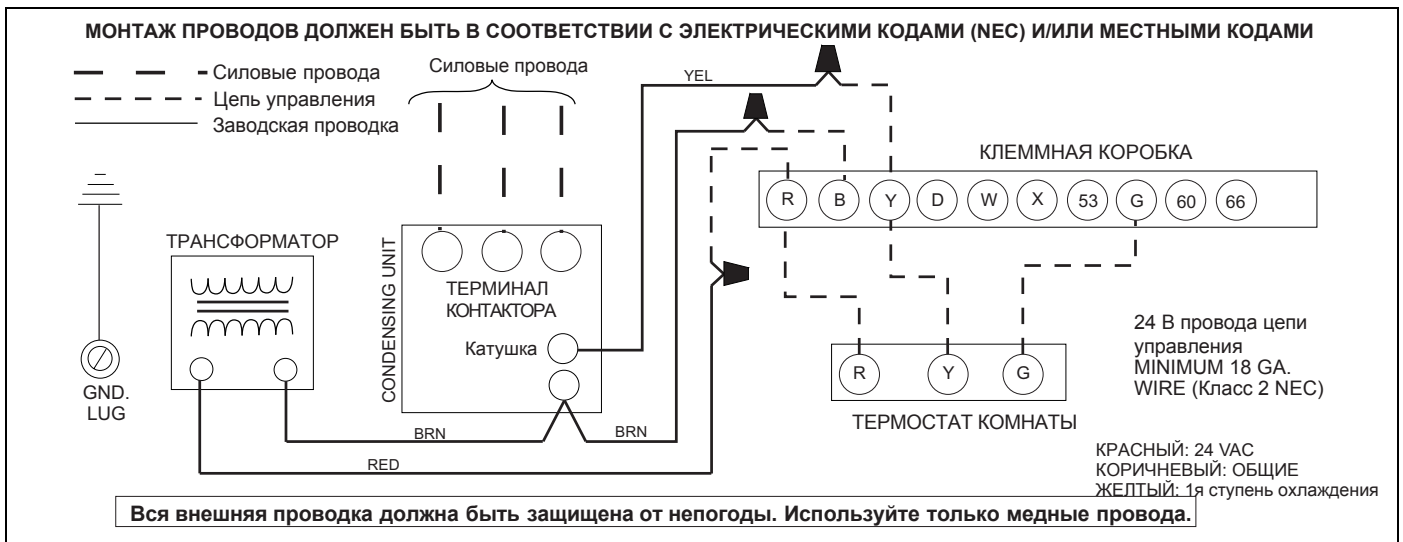 МОНТАЖ ПРОВОДОВ ДОЛЖЕН БЫТЬ В СООТВЕТСТВИИ С ЭЛЕКТРИЧЕСКИМИ КОДАМИ (NEC) И/ИЛИ МЕСТНЫМИ КОДАМИ
Силовые провода
Цепь управления
Заводская проводка
Силовые провода
YEL
КЛЕММНАЯ КОРОБКА
R B Y D W X 53 G 60 66
ТРАНСФОРМАТОР
CONDENSING UNIT
ТЕРМИНАЛ
КОНТАКТОРА
Катушка
GND.
LUG
BRN
BRN
RED
R Y G
ТЕРМОСТАТ КОМНАТЫ
24 В провода цепи
управления
MINIMUM 18 GA.
WIRE (Класс 2 NEC)
КРАСНЫЙ: 24 VAC
КОРИЧНЕВЫЙ: ОБЩИЕ
ЖЕЛТЫЙ: 1я ступень охлаждения
Вся внешняя проводка должна быть защищена от непогоды. Используйте только медные провода.